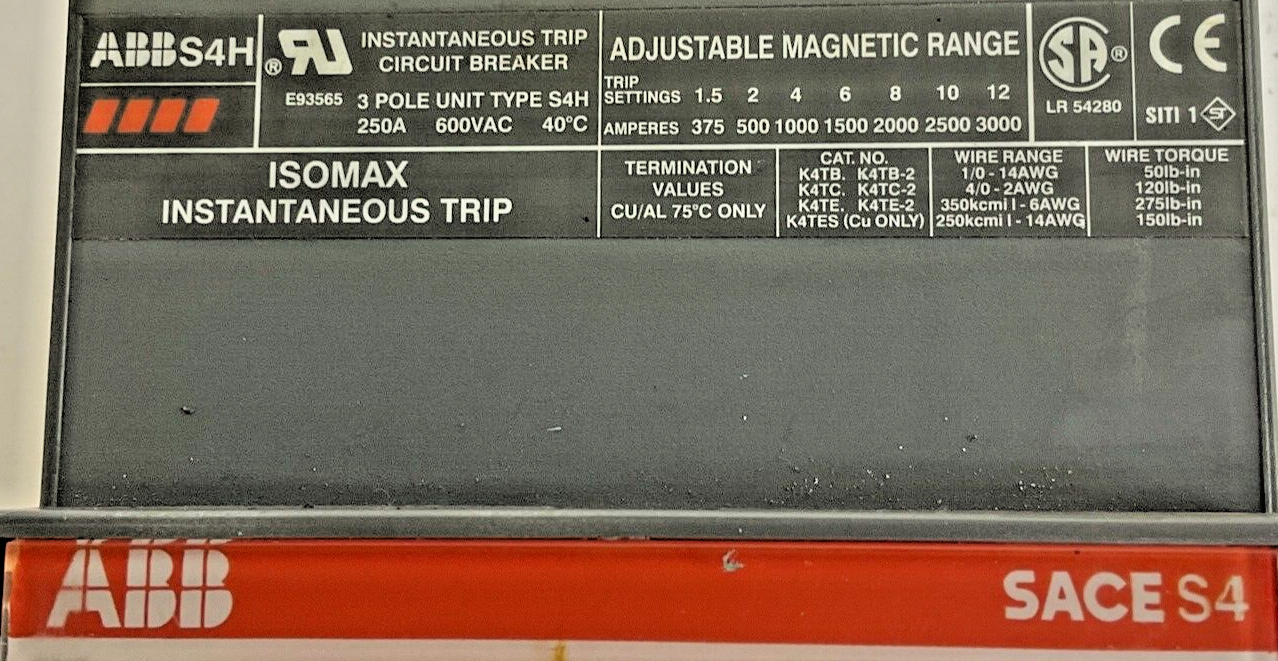 ABB S4H
® INSTANTANEOUS TRIP
CIRCUIT BREAKER
E93565 3 POLE UNIT TYPE S4H
250A 600VAC 40°C
ADJUSTABLE MAGNETIC RANGE
TRIP
SETTINGS 1.5 2 4 6 8 10 12
AMPERES 375 500 1000 1500 2000 2500 3000
SA ®
LR 54280
CE
SITI 1
ISOMAX
INSTANTANEOUS TRIP
TERMINATION
VALUES
CU/AL 75°C ONLY
CAT. NO. WIRE RANGE WIRE TORQUE
K4TB. K4TB-2 1/0 - 14AWG 50lb-in
K4TC. K4TC-2 4/0 - 2AWG 120lb-in
K4TE. K4TE-2 350kcmil - 6AWG 275lb-in
K4TES (Cu ONLY) 250kcmil - 14AWG 150lb-in
ABB SACE S4